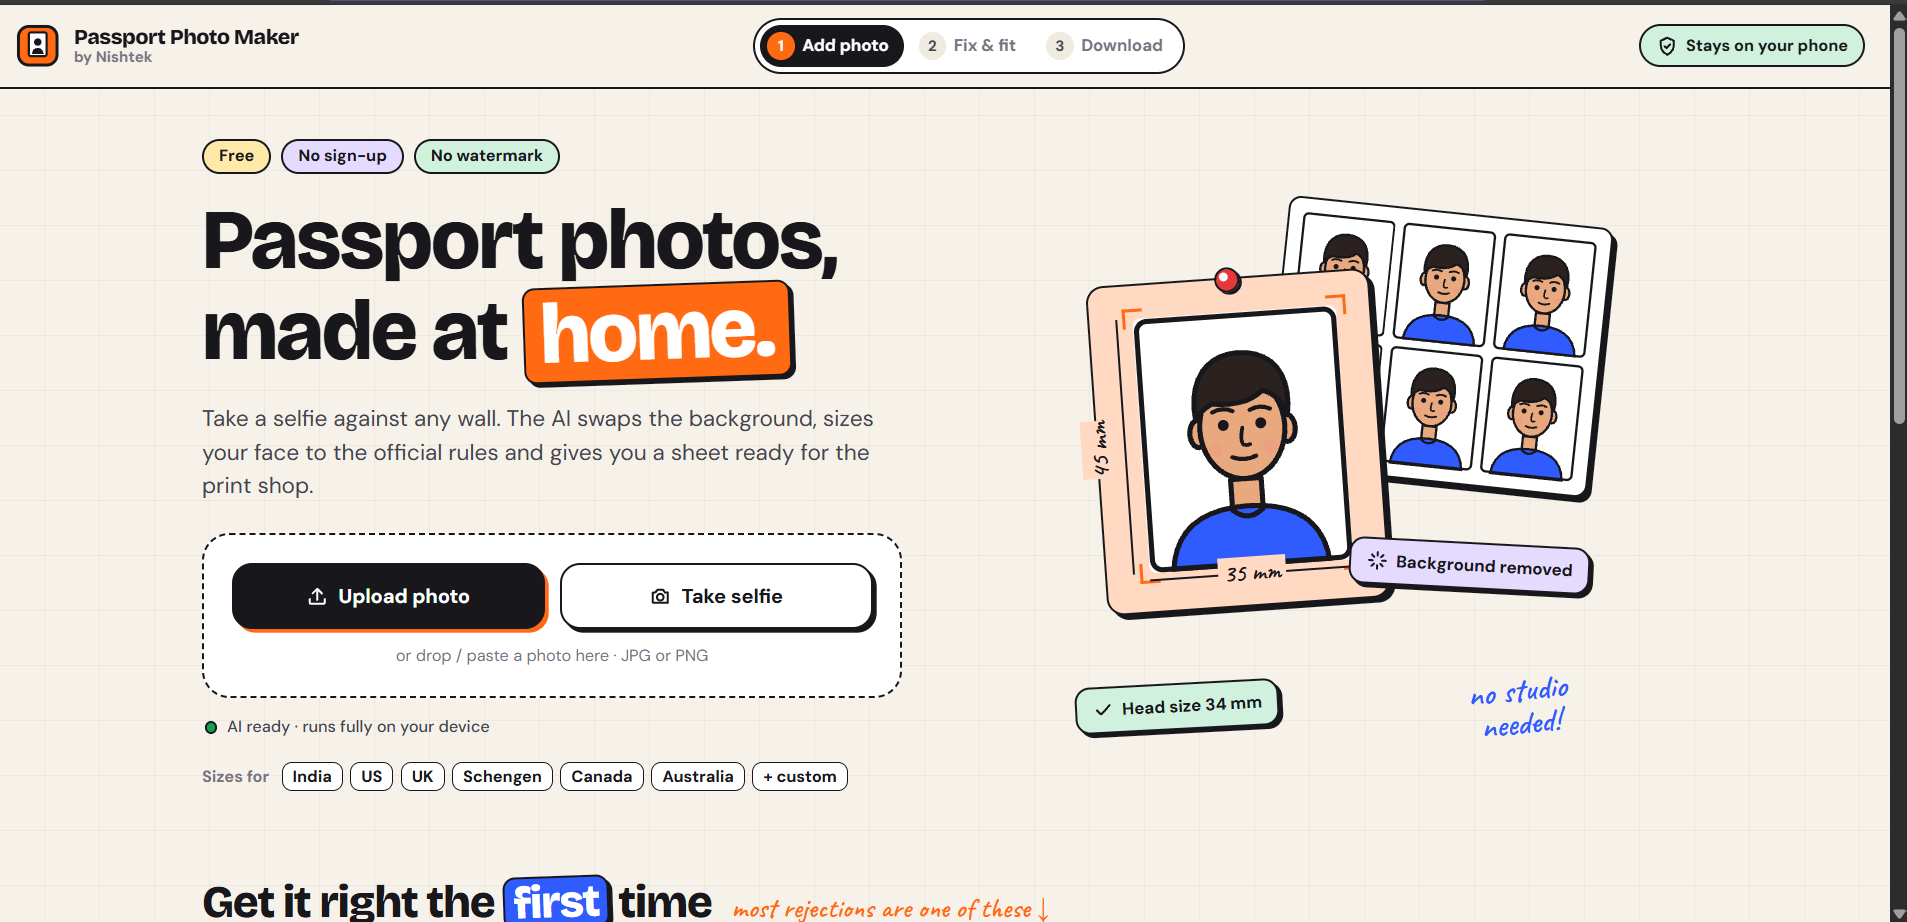 Passport Photo Maker
by Nishtek
1 Add photo
2 Fix & fit
3 Download
Stays on your phone
Free
No sign-up
No watermark
Passport photos,
made at home.
Take a selfie against any wall. The AI swaps the background, sizes
your face to the official rules and gives you a sheet ready for the
print shop.
Upload photo
Take selfie
or drop / paste a photo here · JPG or PNG
AI ready · runs fully on your device
Sizes for
India
US
UK
Schengen
Canada
Australia
+ custom
45 mm
35 mm
Background removed
Head size 34 mm
no studio
needed!
Get it right the first time
most rejections are one of these ↓